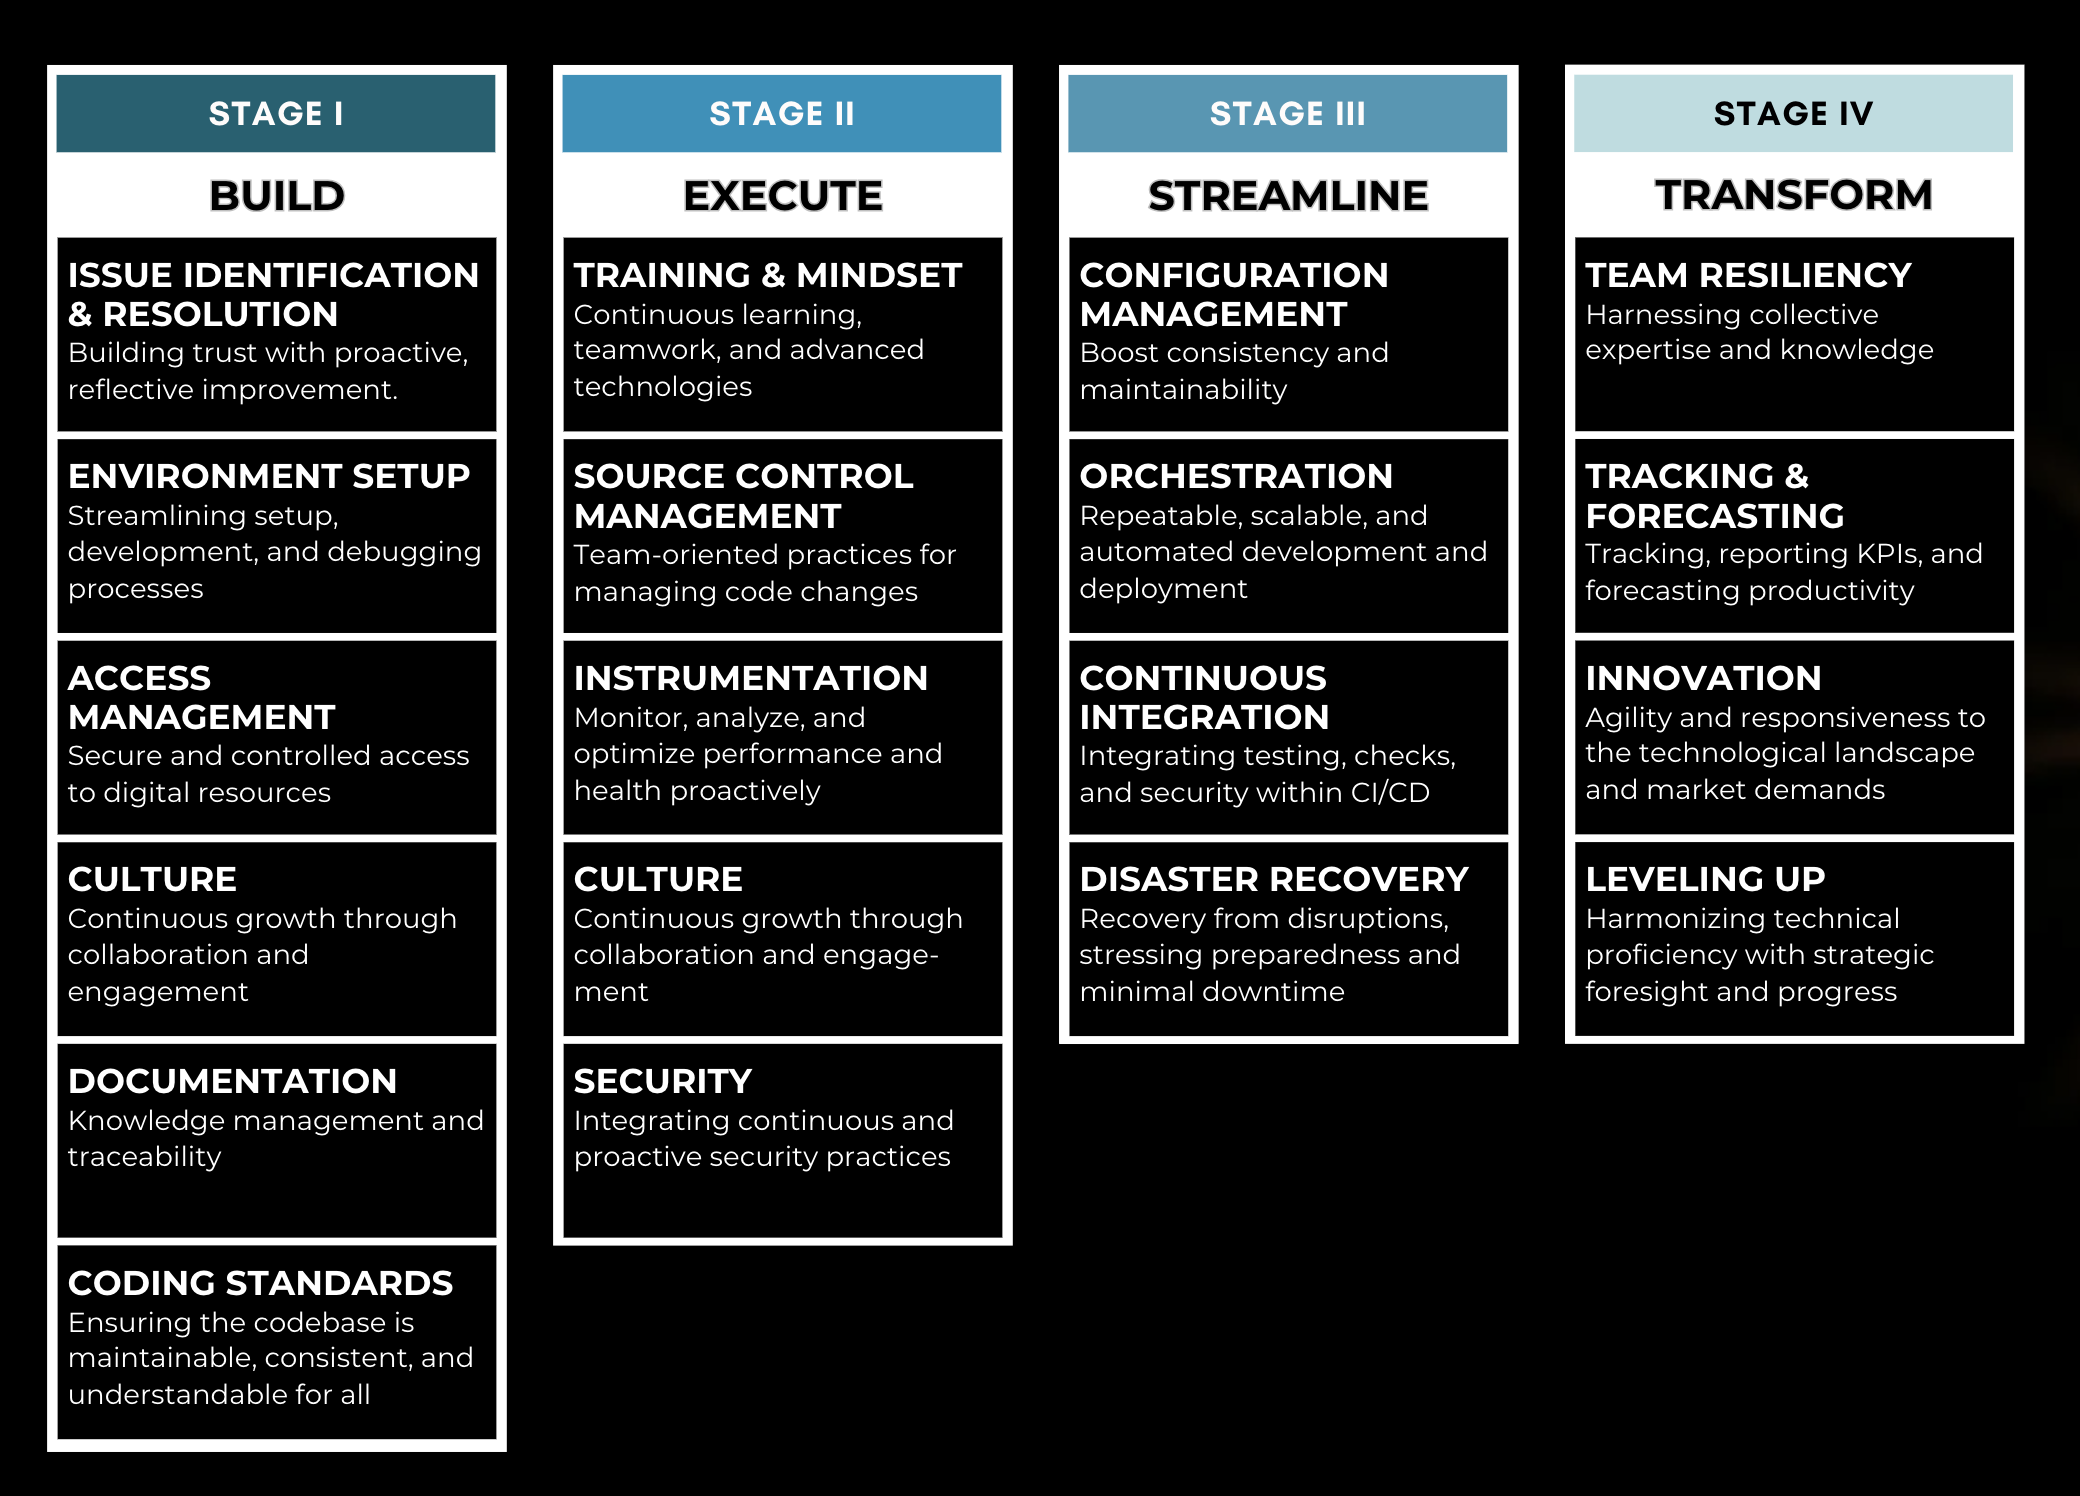 STAGE I
BUILD
ISSUE IDENTIFICATION
& RESOLUTION
Building trust with proactive,
reflective improvement.
ENVIRONMENT SETUP
Streamlining setup,
development, and debugging
processes
ACCESS
MANAGEMENT
Secure and controlled access
to digital resources
CULTURE
Continuous growth through
collaboration and
engagement
DOCUMENTATION
Knowledge management and
traceability
CODING STANDARDS
Ensuring the codebase is
maintainable, consistent, and
understandable for all
STAGE II
EXECUTE
TRAINING & MINDSET
Continuous learning,
teamwork, and advanced
technologies
SOURCE CONTROL
MANAGEMENT
Team-oriented practices for
managing code changes
INSTRUMENTATION
Monitor, analyze, and
optimize performance and
health proactively
CULTURE
Continuous growth through
collaboration and engage-
ment
SECURITY
Integrating continuous and
proactive security practices
STAGE III
STREAMLINE
CONFIGURATION
MANAGEMENT
Boost consistency and
maintainability
ORCHESTRATION
Repeatable, scalable, and
automated development and
deployment
CONTINUOUS
INTEGRATION
Integrating testing, checks,
and security within CI/CD
DISASTER RECOVERY
Recovery from disruptions,
stressing preparedness and
minimal downtime
STAGE IV
TRANSFORM
TEAM RESILIENCY
Harnessing collective
expertise and knowledge
TRACKING &
FORECASTING
Tracking, reporting KPIs, and
forecasting productivity
INNOVATION
Agility and responsiveness to
the technological landscape
and market demands
LEVELING UP
Harmonizing technical
proficiency with strategic
foresight and progress